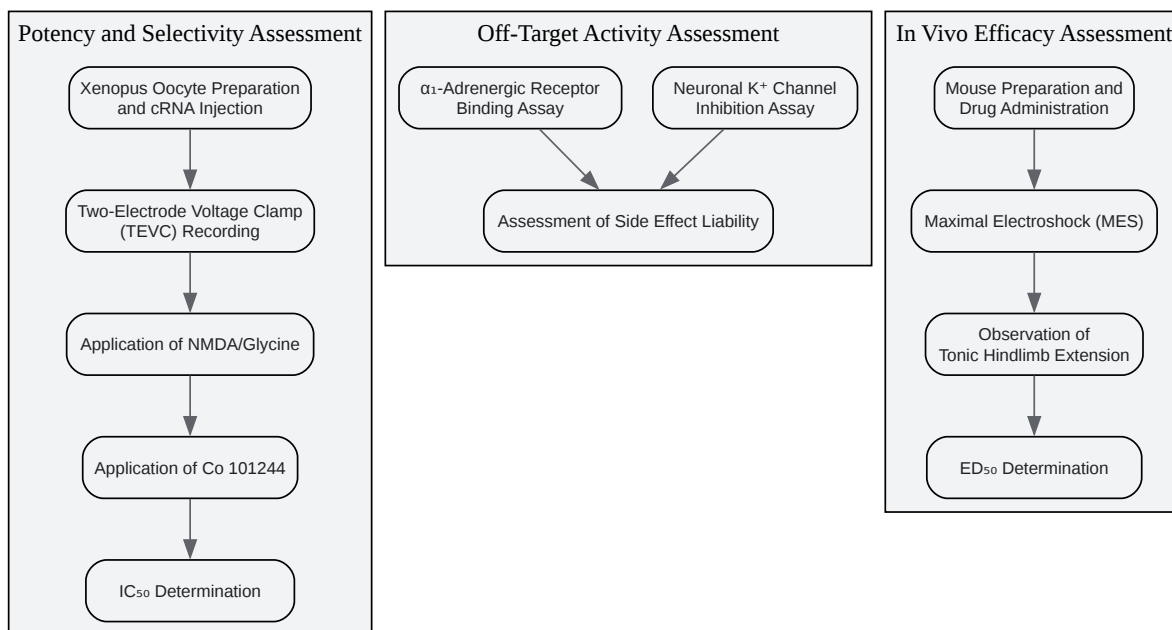 Potency and Selectivity Assessment
Xenopus Oocyte Preparation
and cRNA Injection
Two-Electrode Voltage Clamp
(TEVC) Recording
Application of NMDA/Glycine
Application of Co 101244
IC₅₀ Determination
Off-Target Activity Assessment
α₁-Adrenergic Receptor
Binding Assay
Neuronal K⁺ Channel
Inhibition Assay
Assessment of Side Effect Liability
In Vivo Efficacy Assessment
Mouse Preparation and
Drug Administration
Maximal Electroshock (MES)
Observation of
Tonic Hindlimb Extension
ED₅₀ Determination